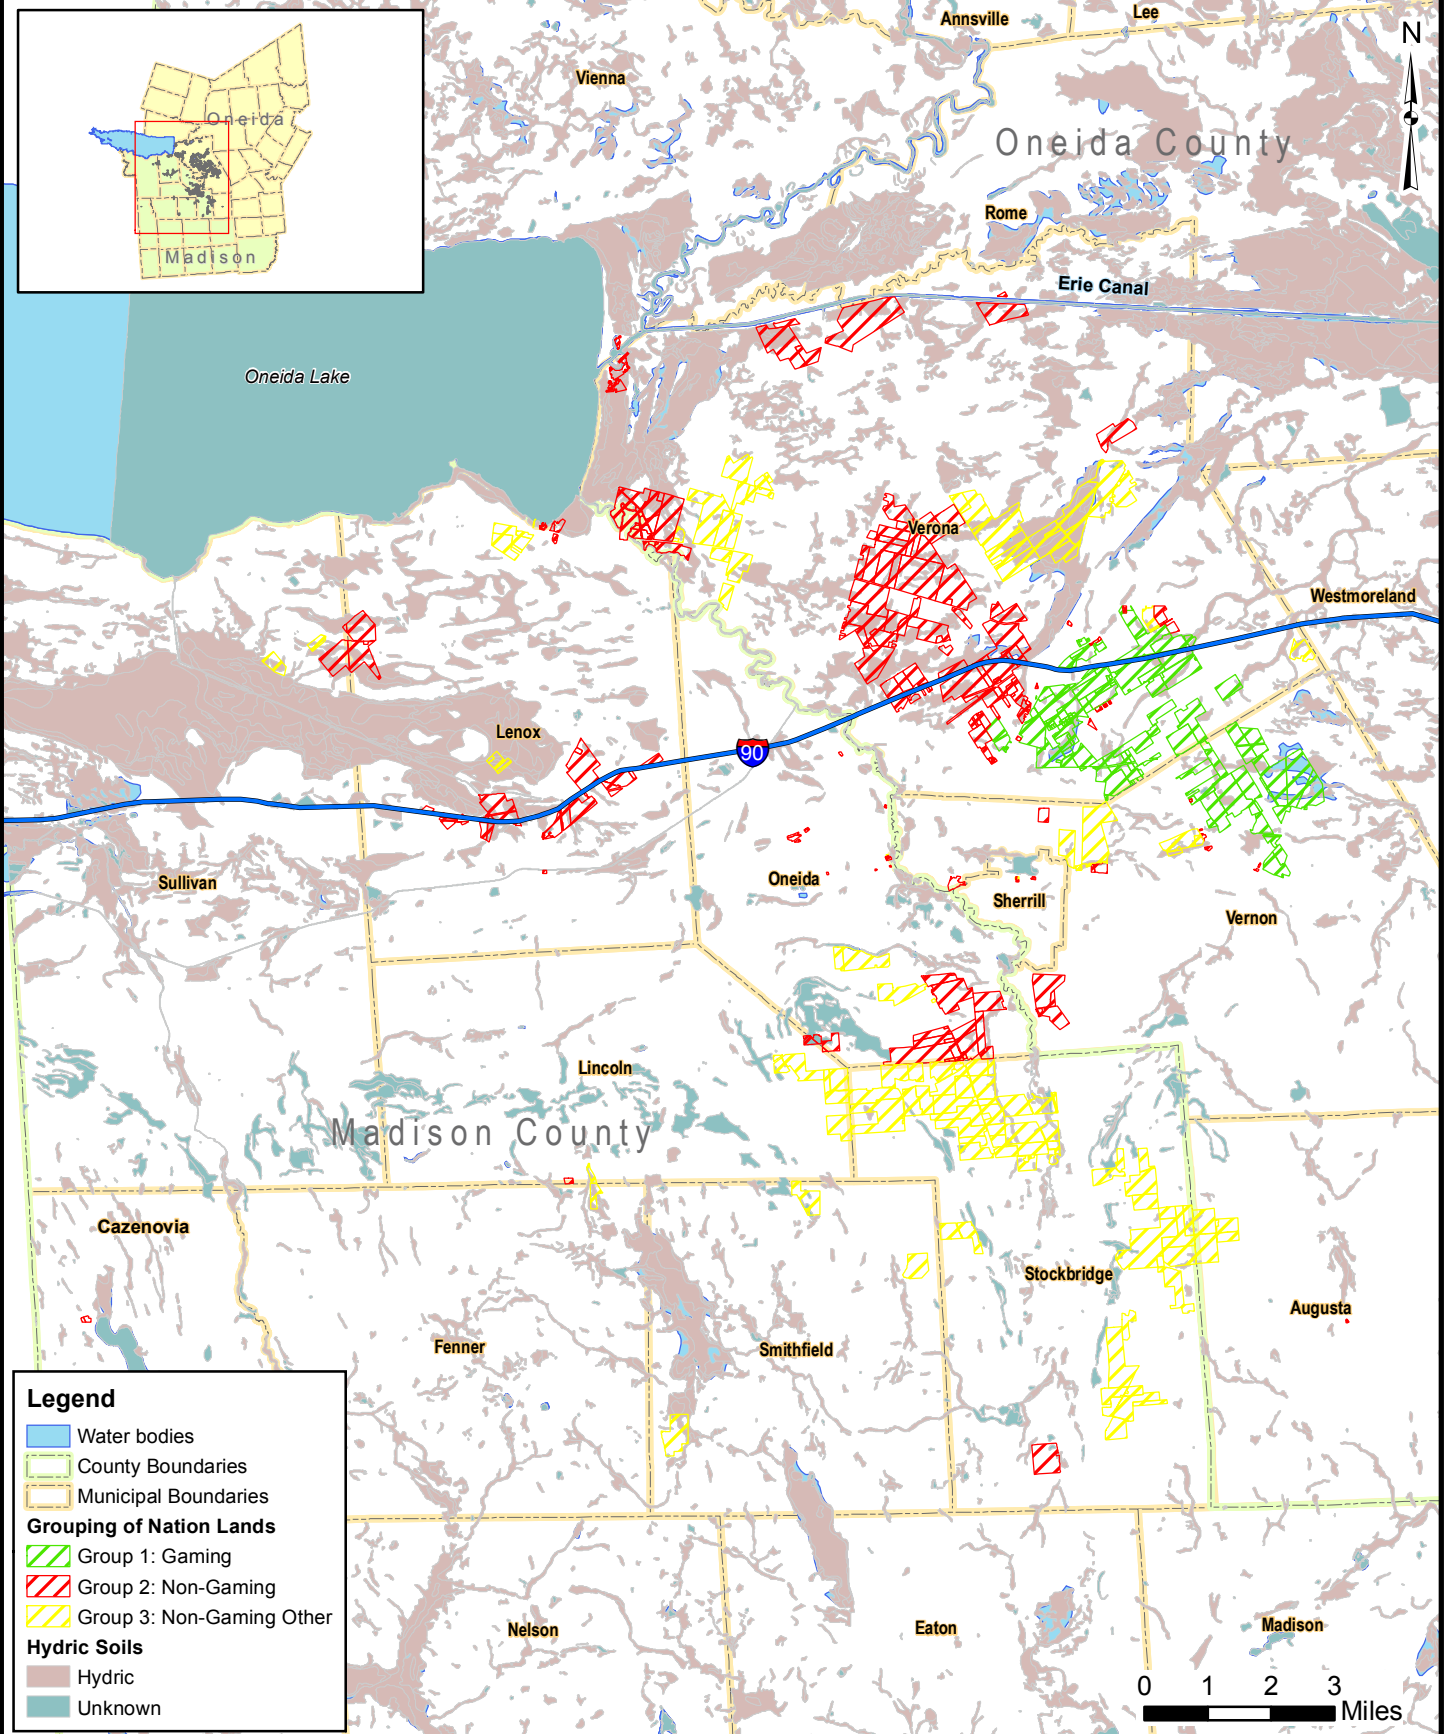 Annsville
Lee
N
Vienna
Oneida
Oneida County
Rome
Madison
Erie Canal
Oneida Lake
Verona
Westmoreland
Lenox
90
Sullivan
Oneida
Sherrill
Vernon
Lincoln
Madison County
Cazenovia
Stockbridge
Augusta
Fenner
Smithfield
Legend
Water bodies
County Boundaries
Municipal Boundaries
Grouping of Nation Lands
Group 1: Gaming
Group 2: Non-Gaming
Group 3: Non-Gaming Other
Hydric Soils
Hydric
Unknown
Nelson
Eaton
Madison
0 1 2 3
Miles